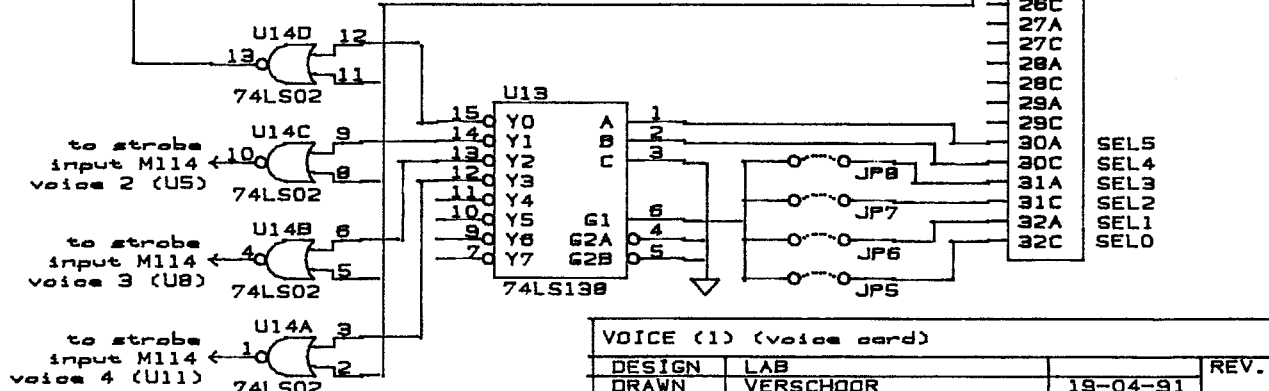 26C
27A
27C
28A
28C
29A
29C
30A SEL5
30C SEL4
31A SEL3
31C SEL2
32A SEL1
32C SEL0
U14D 12
13
11
74LS02
U14C 9
to strobe
input M114 10
voice 2 (U5) 8
74LS02
U14B 6
to strobe
input M114 4
voice 3 (U8) 5
74LS02
U14A 3
to strobe
input M114 1
voice 4 (U11) 2
74LS02
U13
15 Y0 A 1
14 Y1 B 2
13 Y2 C 3
12 Y3
11 Y4
10 Y5 G1 6
9 Y6 G2A 4
7 Y7 G2B 5
74LS138
JP8
JP7
JP6
JP5
VOICE (1) (voice card)
DESIGN LAB REV.
DRAWN VERSCHOOR 19-04-91